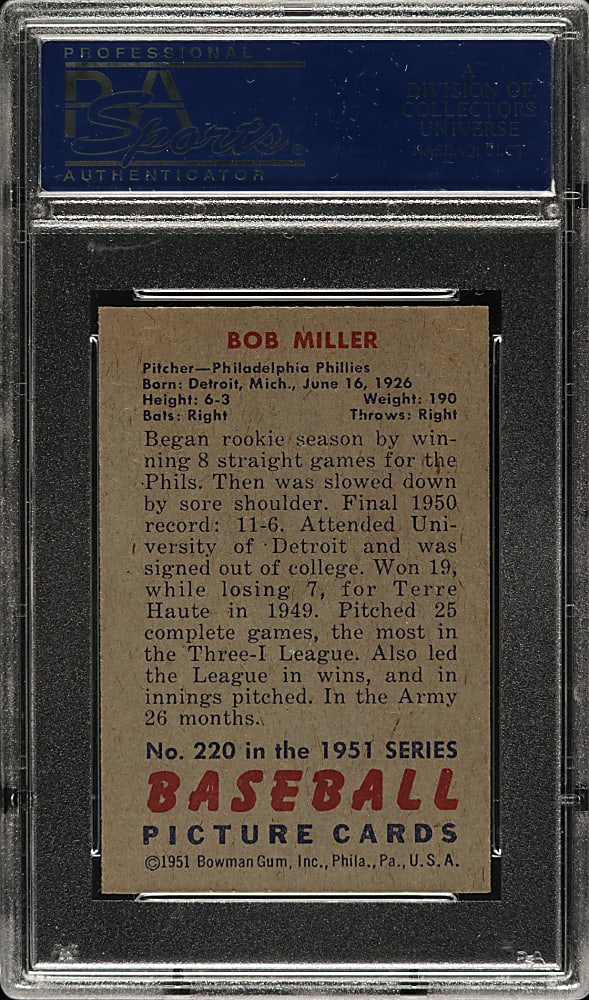 PROFESSIONAL
PSA
Sports®
AUTHENTICATOR
A
DIVISION OF
COLLECTORS
UNIVERSE
NASDAQ: CLCT
BOB MILLER
Pitcher—Philadelphia Phillies
Born: Detroit, Mich., June 16, 1926
Height: 6-3 Weight: 190
Bats: Right Throws: Right
Began rookie season by win-
ning 8 straight games for the
Phils. Then was slowed down
by sore shoulder. Final 1950
record: 11-6. Attended Uni-
versity of Detroit and was
signed out of college. Won 19,
while losing 7, for Terre
Haute in 1949. Pitched 25
complete games, the most in
the Three-I League. Also led
the League in wins, and in
innings pitched. In the Army
26 months.
No. 220 in the 1951 SERIES
BASEBALL
PICTURE CARDS
©1951 Bowman Gum, Inc., Phila., Pa., U.S.A.
PSA